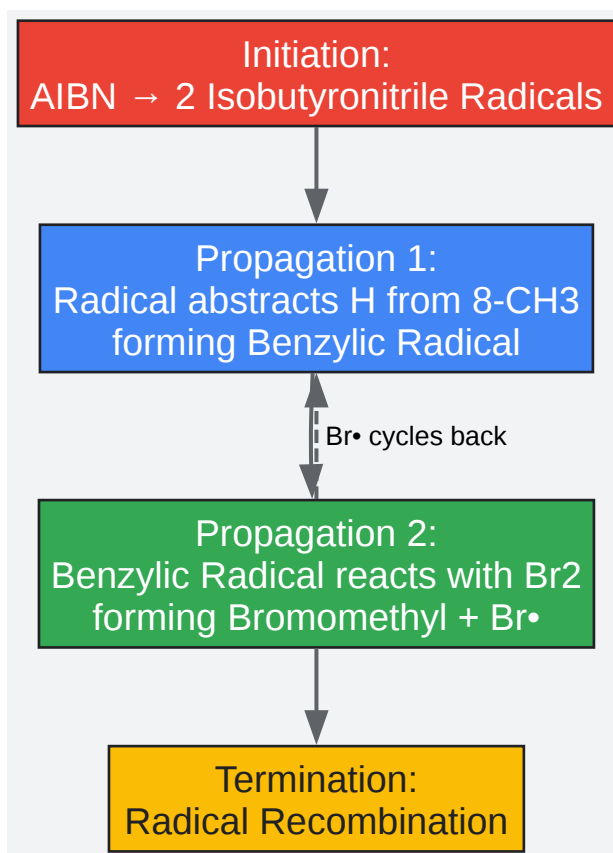 Initiation:
AIBN → 2 Isobutyronitrile Radicals
Propagation 1:
Radical abstracts H from 8-CH3
forming Benzylic Radical
Br• cycles back
Propagation 2:
Benzylic Radical reacts with Br2
forming Bromomethyl + Br•
Termination:
Radical Recombination